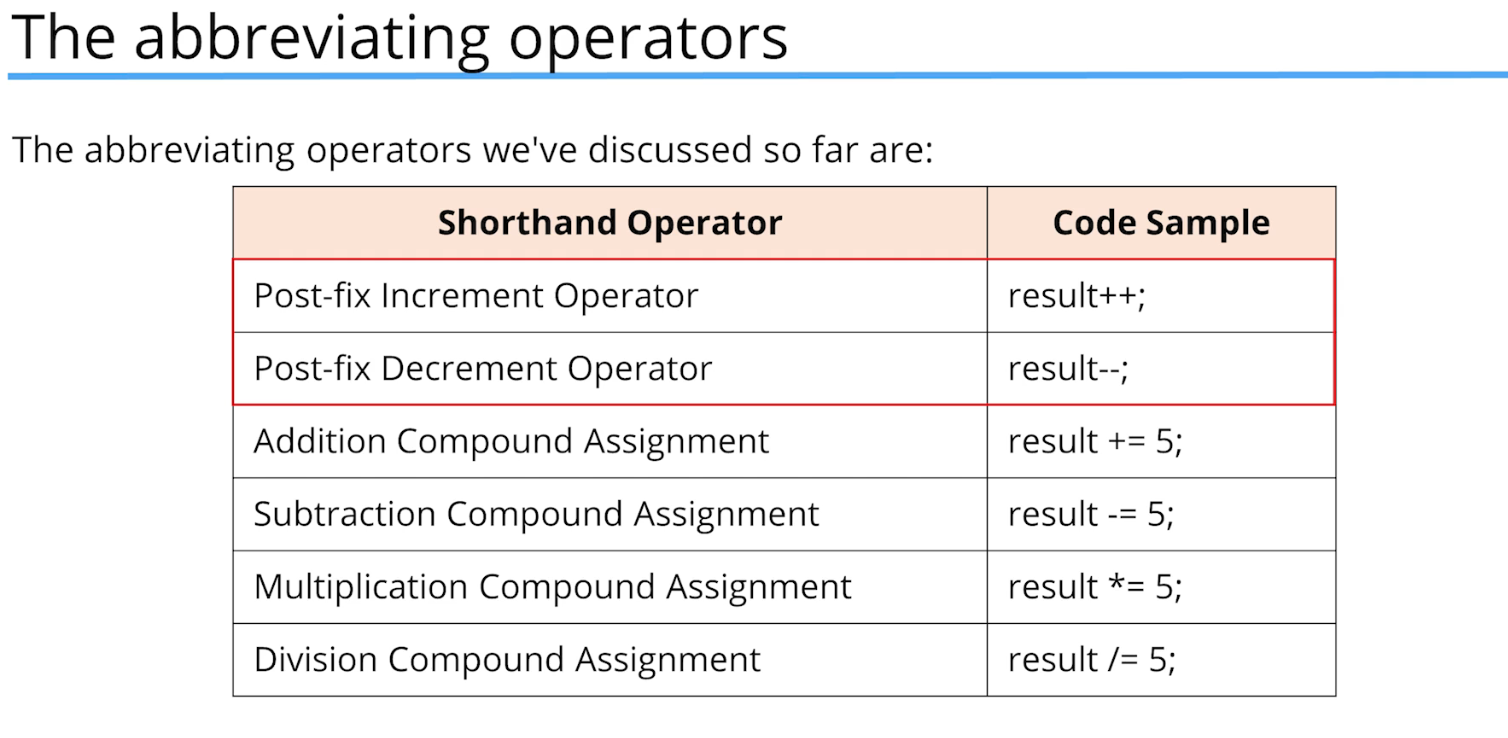 The abbreviating operators
The abbreviating operators we've discussed so far are:
Shorthand Operator Code Sample
Post-fix Increment Operator result++;
Post-fix Decrement Operator result--;
Addition Compound Assignment result += 5;
Subtraction Compound Assignment result -= 5;
Multiplication Compound Assignment result *= 5;
Division Compound Assignment result /= 5;